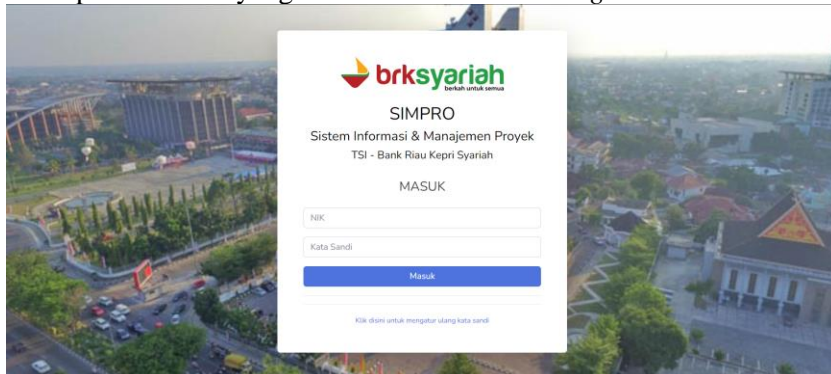 brksyariah
berkah untuk semua
SIMPRO
Sistem Informasi & Manajemen Proyek
TSI - Bank Riau Kepri Syariah
MASUK
NIK
Kata Sandi
Masuk
Klik disini untuk mengatur ulang kata sandi